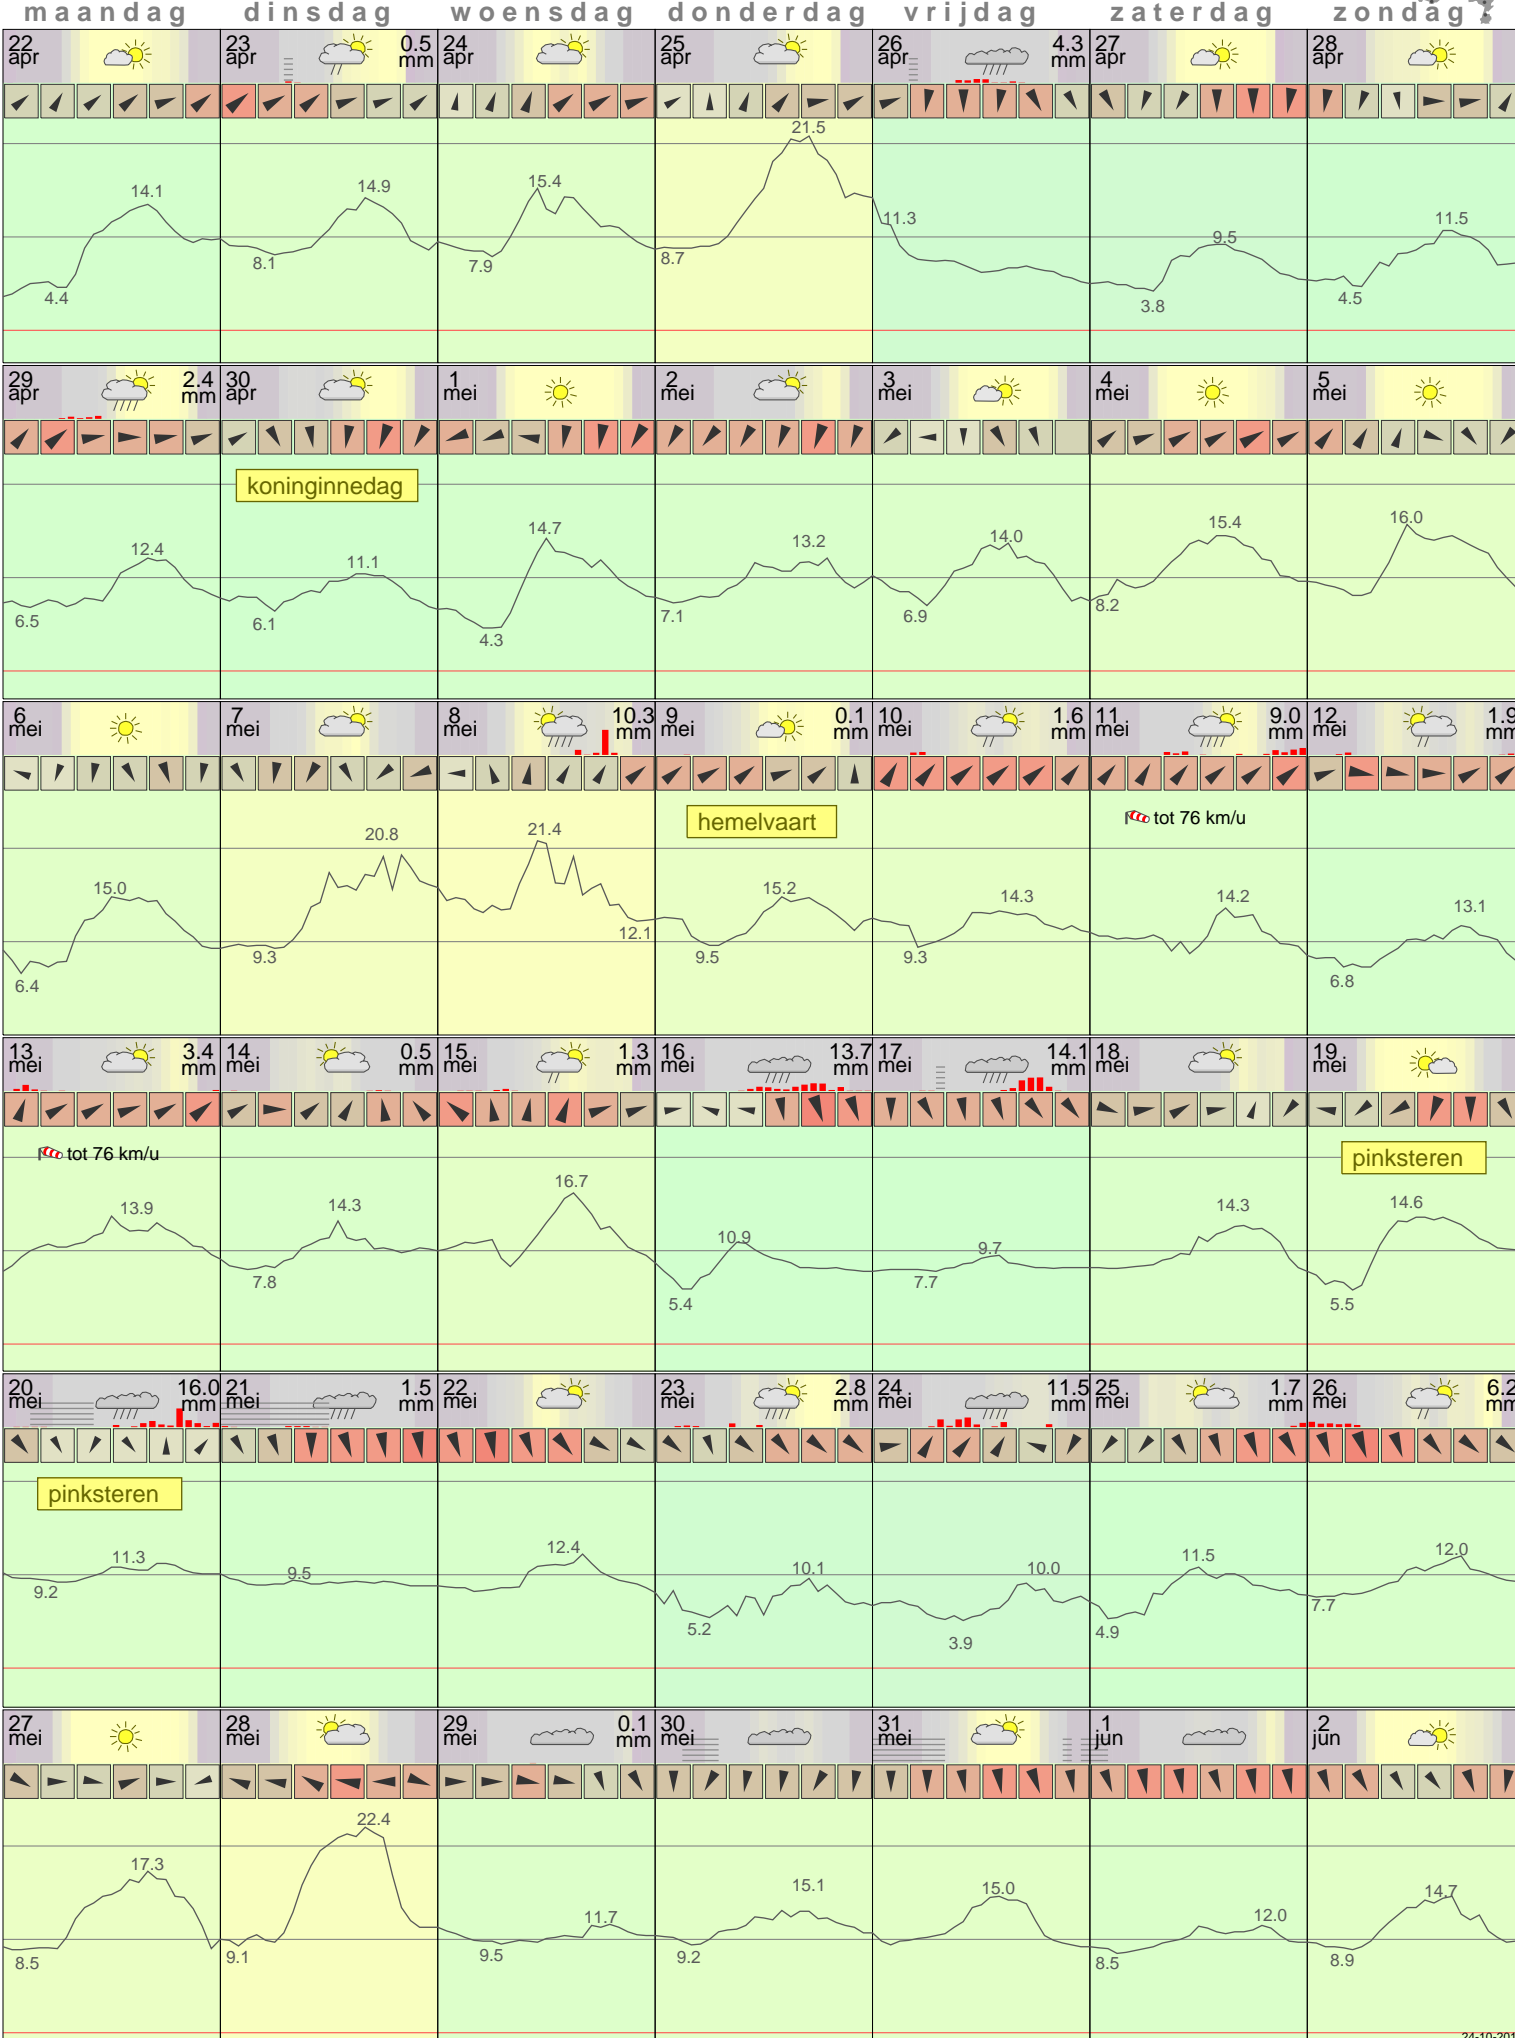 maandag dinsdag woensdag donderdag vrijdag zaterdag zondag
22 apr
23 apr 0.5 mm
24 apr
25 apr
26 apr 4.3 mm
27 apr
28 apr
14.1 4.4
14.9 8.1
15.4 7.9
21.5 8.7
11.3
9.5 3.8
11.5 4.5
29 apr 2.4 mm
30 apr
1 mei
2 mei
3 mei
4 mei
5 mei
koninginnedag
12.4 6.5
11.1 6.1
14.7 4.3
13.2 7.1
14.0 6.9
15.4 8.2
16.0
6 mei
7 mei
8 mei 10.3 mm
9 mei 0.1 mm
10 mei 1.6 mm
11 mei 9.0 mm
12 mei 1.9 mm
hemelvaart
tot 76 km/u
15.0 6.4
20.8 9.3
21.4 12.1
15.2 9.5
14.3 9.3
14.2
13.1 6.8
13 mei 3.4 mm
14 mei 0.5 mm
15 mei 1.3 mm
16 mei 13.7 mm
17 mei 14.1 mm
18 mei
19 mei
tot 76 km/u
pinksteren
13.9
14.3 7.8
16.7
10.9 5.4
9.7 7.7
14.3
14.6 5.5
20 mei 16.0 mm
21 mei 1.5 mm
22 mei
23 mei 2.8 mm
24 mei 11.5 mm
25 mei 1.7 mm
26 mei 6.2 mm
pinksteren
11.3 9.2
9.5
12.4
10.1 5.2
10.0 3.9
11.5 4.9
12.0 7.7
27 mei
28 mei
29 mei 0.1 mm
30 mei
31 mei
1 jun
2 jun
17.3 8.5
22.4 9.1
11.7 9.5
15.1 9.2
15.0
12.0 8.5
14.7 8.9